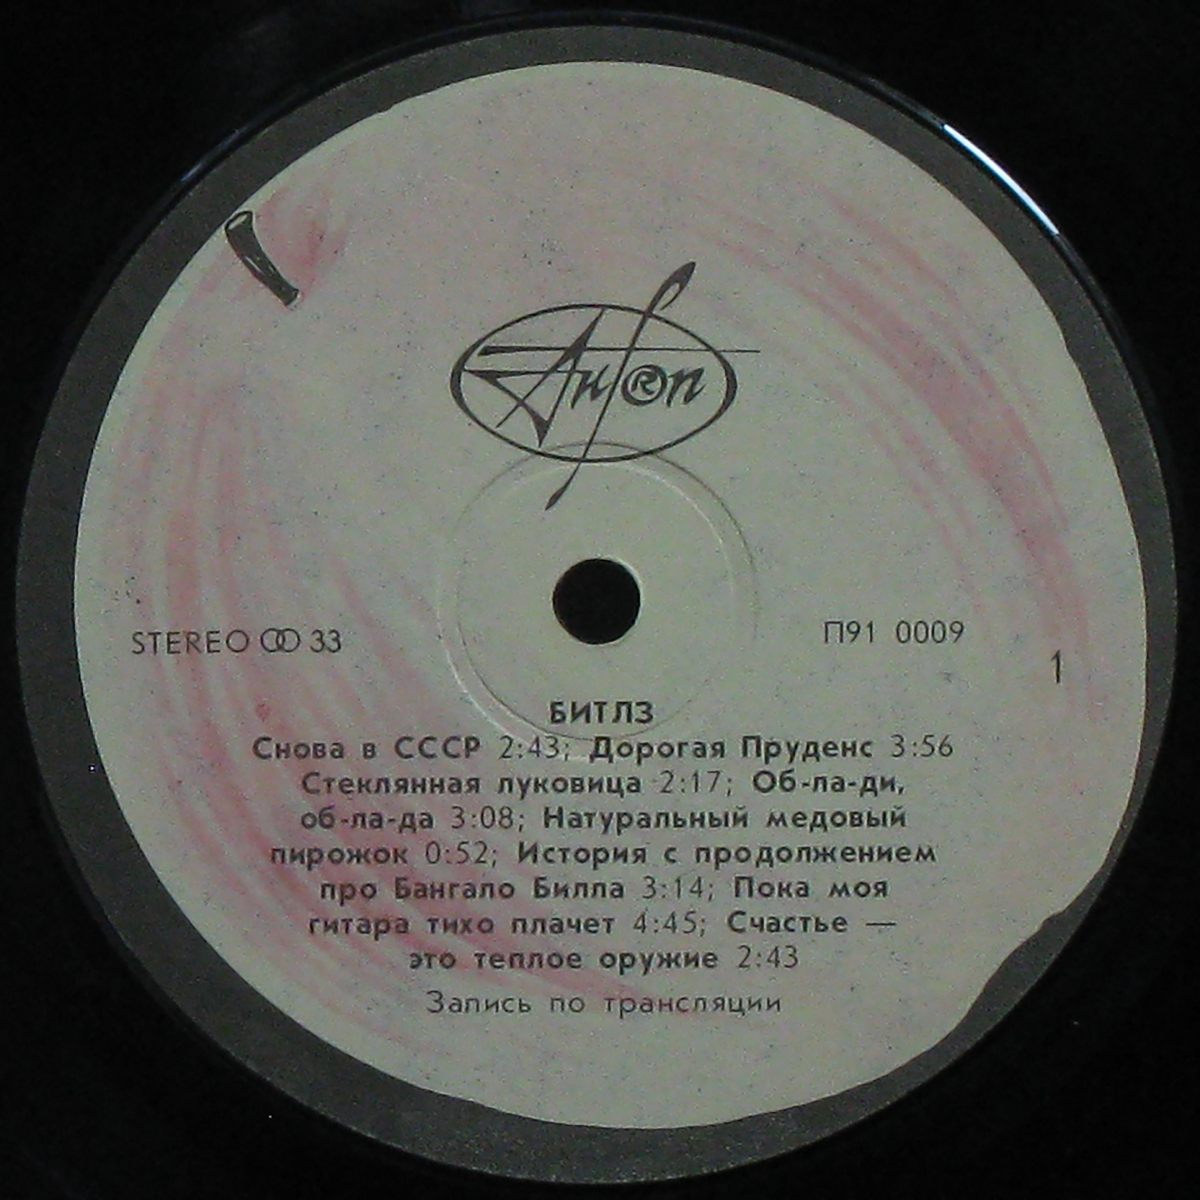 Антроп
®
STEREO 33
П91 0009
1
БИТЛЗ
Снова в СССР 2:43; Дорогая Пруденс 3:56
Стеклянная луковица 2:17; Об-ла-ди,
об-ла-да 3:08; Натуральный медовый
пирожок 0:52; История с продолжением
про Бангало Билла 3:14; Пока моя
гитара тихо плачет 4:45; Счастье —
это теплое оружие 2:43
Запись по трансляции